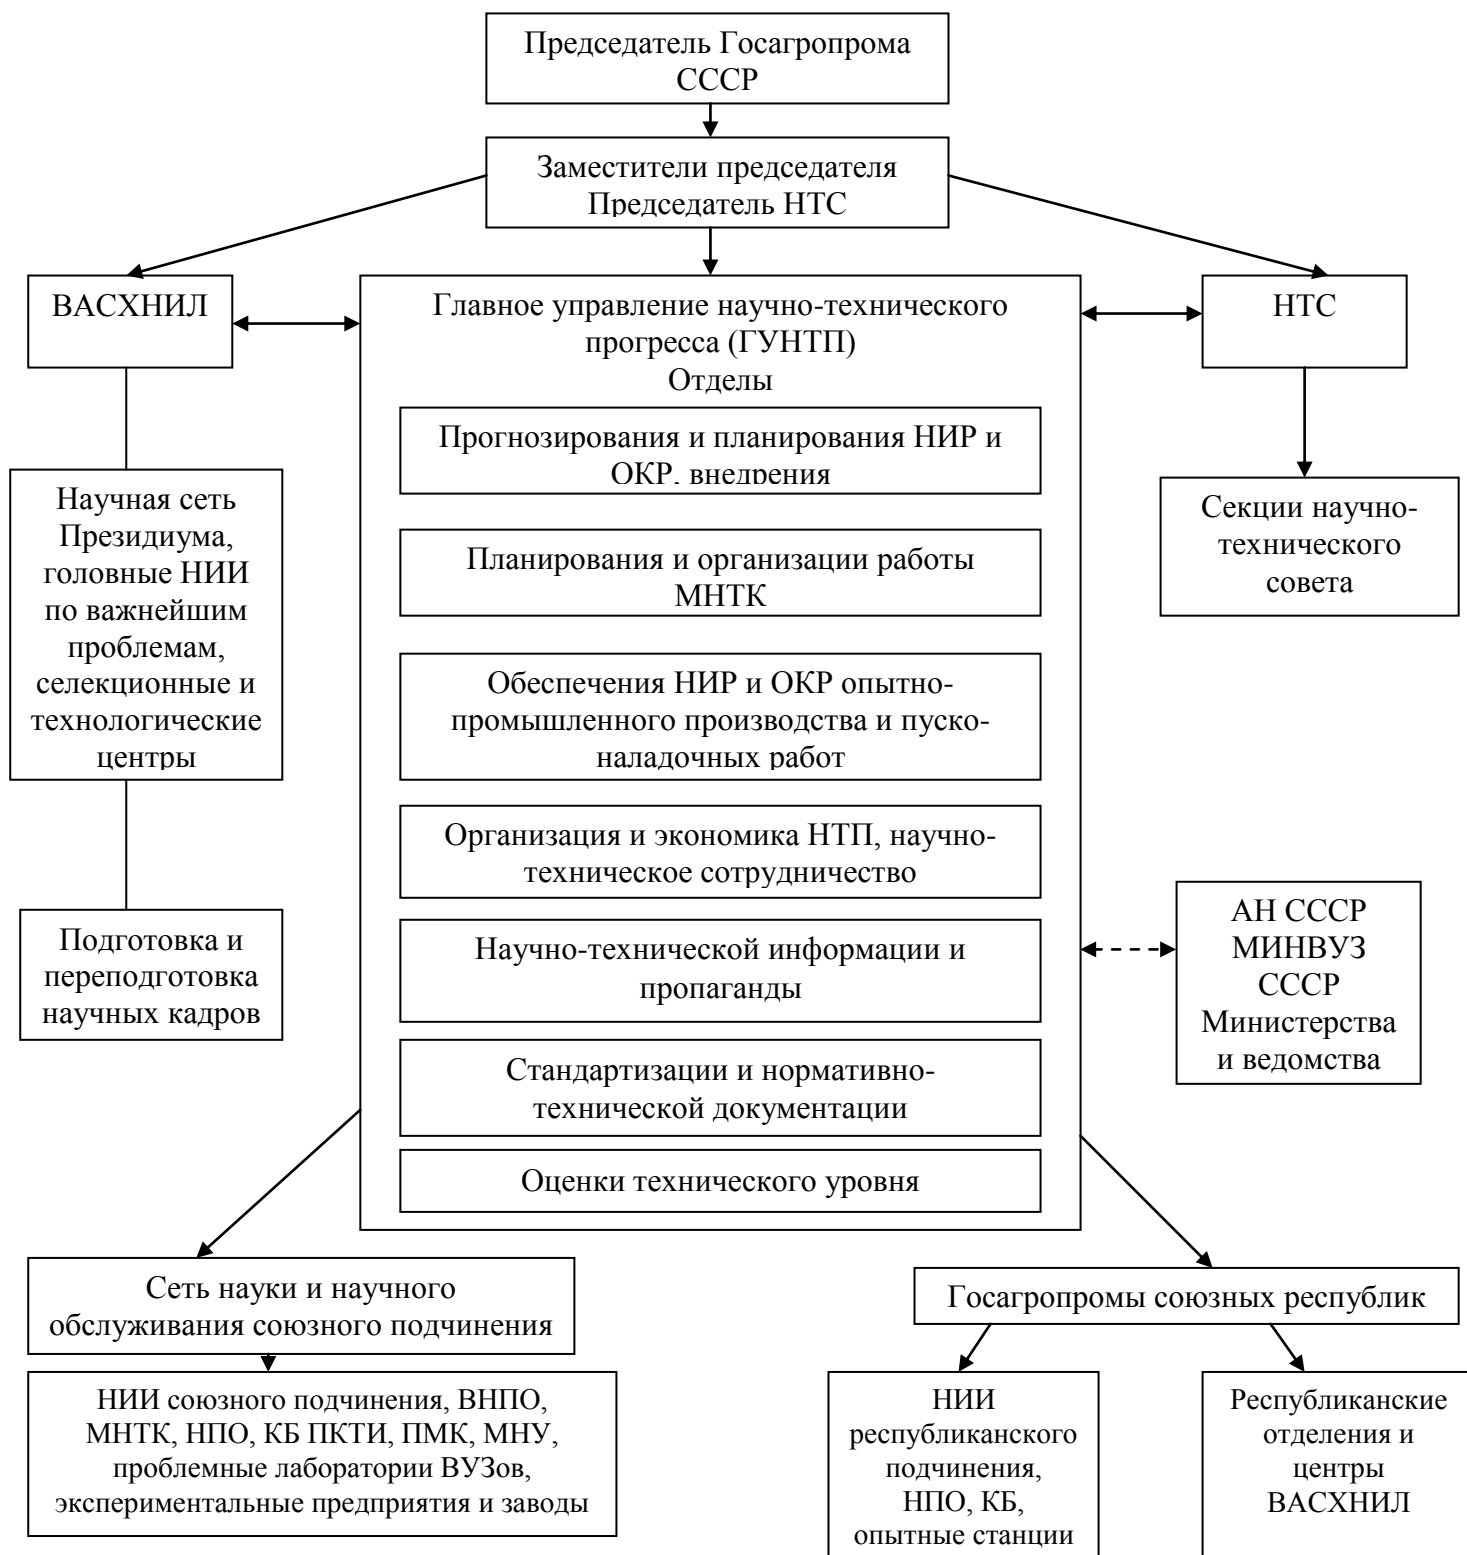 Председатель Госагропрома
СССР
Заместители председателя
Председатель НТС
ВАСХНИЛ
Главное управление научно-технического
прогресса (ГУНТП)
Отделы
НТС
Прогнозирования и планирования НИР и
ОКР, внедрения
Планирования и организации работы
МНТК
Обеспечения НИР и ОКР опытно-
промышленного производства и пуско-
наладочных работ
Организация и экономика НТП, научно-
техническое сотрудничество
Научно-технической информации и
пропаганды
Стандартизации и нормативно-
технической документации
Оценки технического уровня
Научная сеть
Президиума,
головные НИИ
по важнейшим
проблемам,
селекционные и
технологические
центры
Подготовка и
переподготовка
научных кадров
Секции научно-
технического
совета
АН СССР
МИНВУЗ
СССР
Министерства
и ведомства
Сеть науки и научного
обслуживания союзного подчинения
НИИ союзного подчинения, ВНПО,
МНТК, НПО, КБ ПКТИ, ПМК, МНУ,
проблемные лаборатории ВУЗов,
экспериментальные предприятия и заводы
Госагропромы союзных республик
НИИ
республиканского
подчинения,
НПО, КБ,
опытные станции
Республиканские
отделения и
центры
ВАСХНИЛ